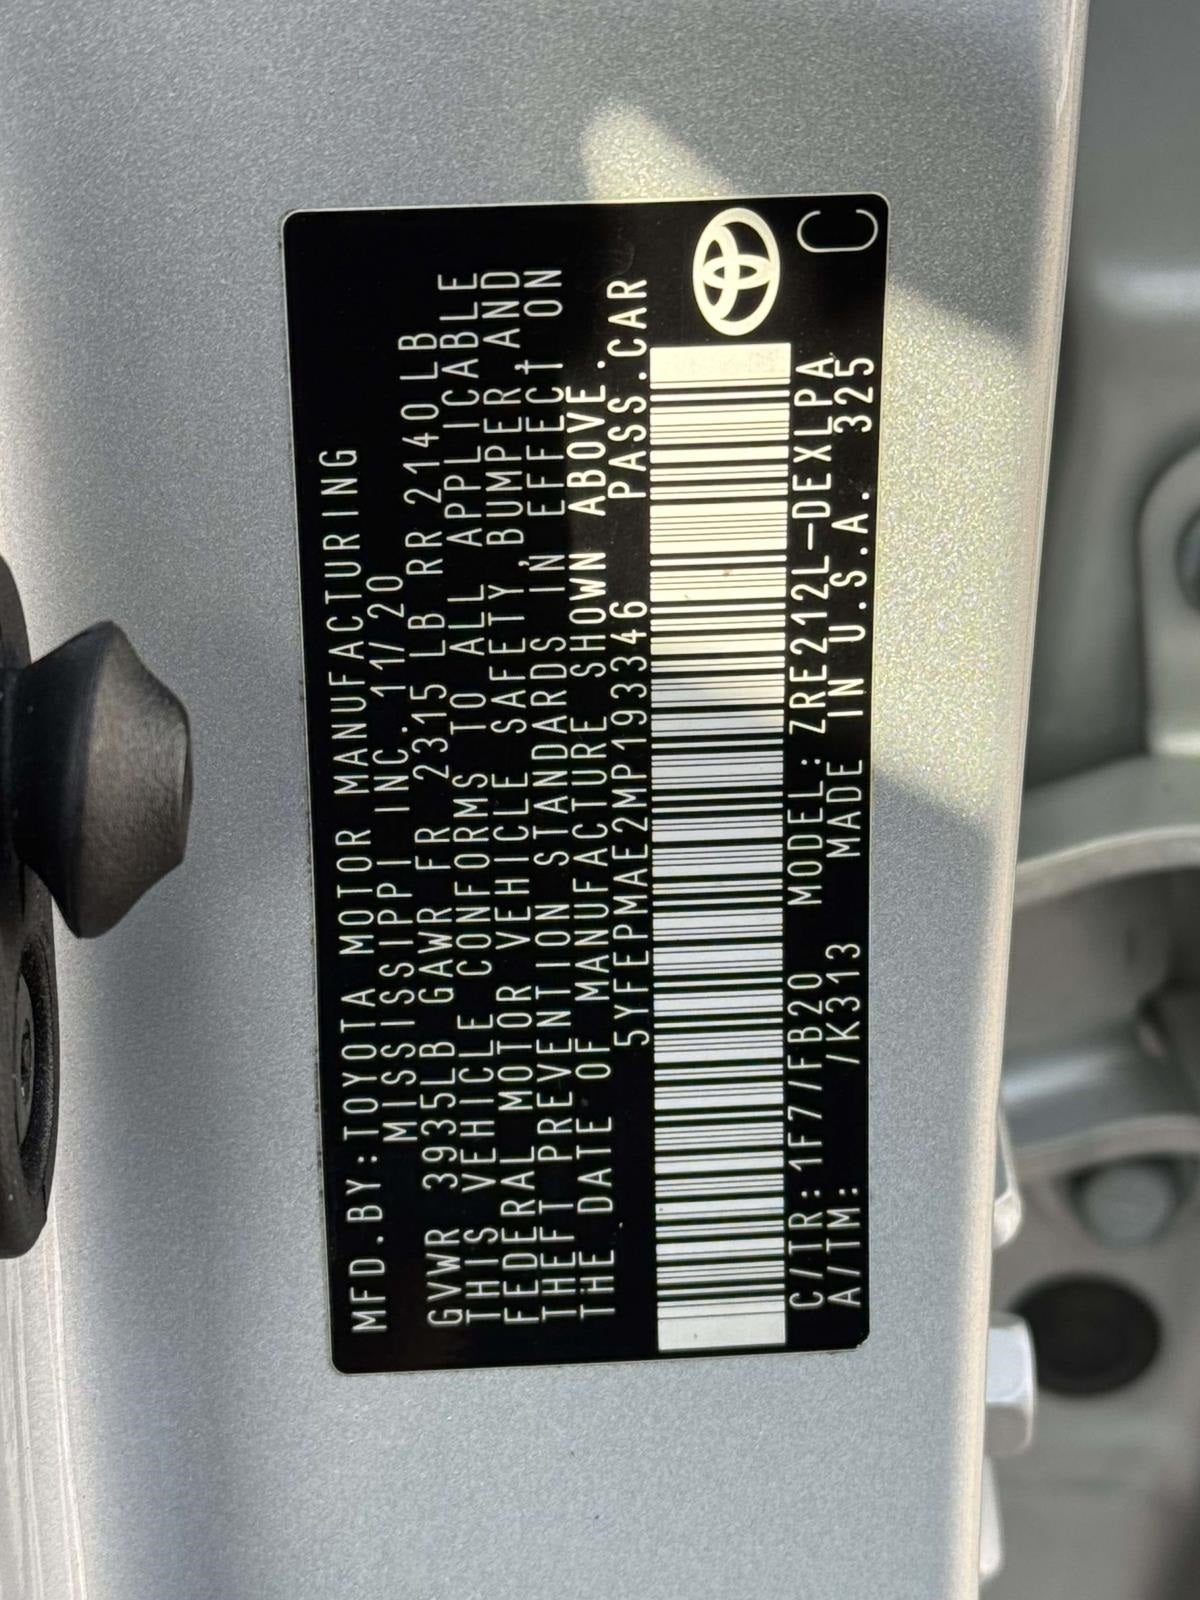 MFD.BY:TOYOTA MOTOR MANUFACTURING
MISSISSIPPI INC. 11/20
GVWR 3935LB GAWR FR 2315 LB RR 2140LB
THIS VEHICLE CONFORMS TO ALL APPLICABLE
FEDERAL MOTOR VEHICLE SAFETY, BUMPER, AND
THEFT PREVENTION STANDARDS IN EFFECT ON
THE DATE OF MANUFACTURE SHOWN ABOVE.
5YFEPMAE2MP193346 PASS.CAR
C/TR:1F7/FB20 MODEL:ZRE212L-DEXLPA
A/TM: /K313 MADE IN U.S.A. 325
C